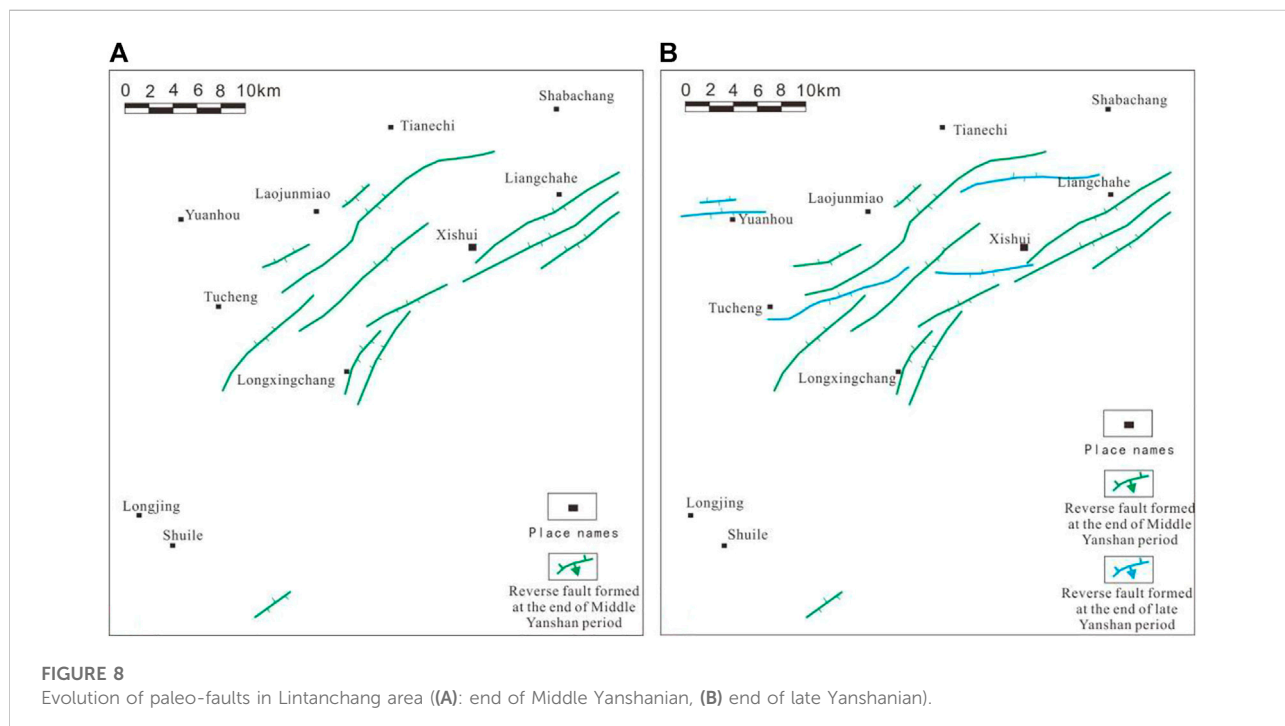 A
0 2 4 6 8 10km
Shabachang
Tianechi
Liangchahe
Laojunmiao
Yuanhou
Xishui
Tucheng
Longxingchang
Longjing
Shuile
Place names
Reverse fault formed
at the end of Middle
Yanshan period
B
0 2 4 6 8 10km
Shabachang
Tianechi
Liangchahe
Laojunmiao
Yuanhou
Xishui
Tucheng
Longxingchang
Longjing
Shuile
Place names
Reverse fault formed
at the end of Middle
Yanshan period
Reverse fault formed
at the end of late
Yanshan period
FIGURE 8
Evolution of paleo-faults in Lintanchang area ((A): end of Middle Yanshanian, (B) end of late Yanshanian).